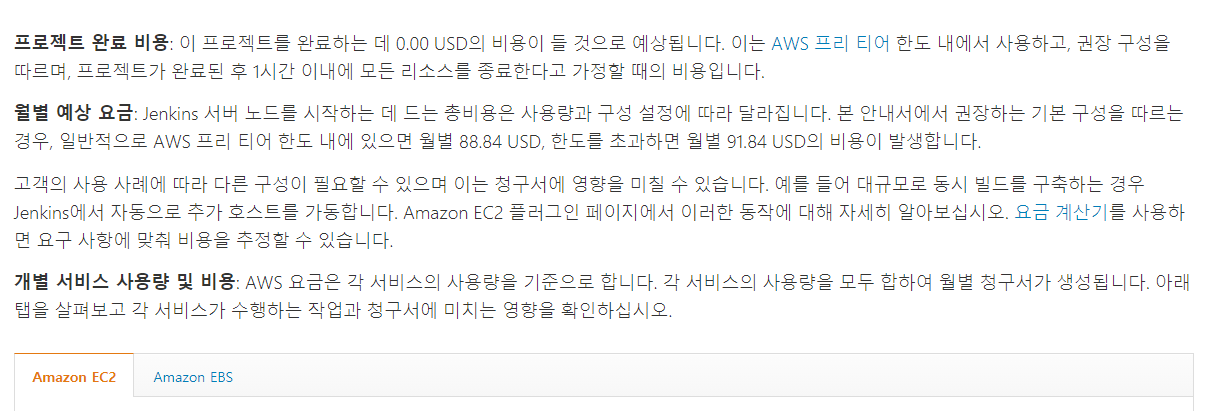 프로젝트 완료 비용: 이 프로젝트를 완료하는 데 0.00 USD의 비용이 들 것으로 예상됩니다. 이는 AWS 프리 티어 한도 내에서 사용하고, 권장 구성을
따르며, 프로젝트가 완료된 후 1시간 이내에 모든 리소스를 종료한다고 가정할 때의 비용입니다.
월별 예상 요금: Jenkins 서버 노드를 시작하는 데 드는 총비용은 사용량과 구성 설정에 따라 달라집니다. 본 안내서에서 권장하는 기본 구성을 따르는
경우, 일반적으로 AWS 프리 티어 한도 내에 있으면 월별 88.84 USD, 한도를 초과하면 월별 91.84 USD의 비용이 발생합니다.
고객의 사용 사례에 따라 다른 구성이 필요할 수 있으며 이는 청구서에 영향을 미칠 수 있습니다. 예를 들어 대규모로 동시 빌드를 구축하는 경우
Jenkins에서 자동으로 추가 호스트를 가동합니다. Amazon EC2 플러그인 페이지에서 이러한 동작에 대해 자세히 알아보십시오. 요금 계산기를 사용하
면 요구 사항에 맞춰 비용을 추정할 수 있습니다.
개별 서비스 사용량 및 비용: AWS 요금은 각 서비스의 사용량을 기준으로 합니다. 각 서비스의 사용량을 모두 합하여 월별 청구서가 생성됩니다. 아래
탭을 살펴보고 각 서비스가 수행하는 작업과 청구서에 미치는 영향을 확인하십시오.
Amazon EC2 Amazon EBS